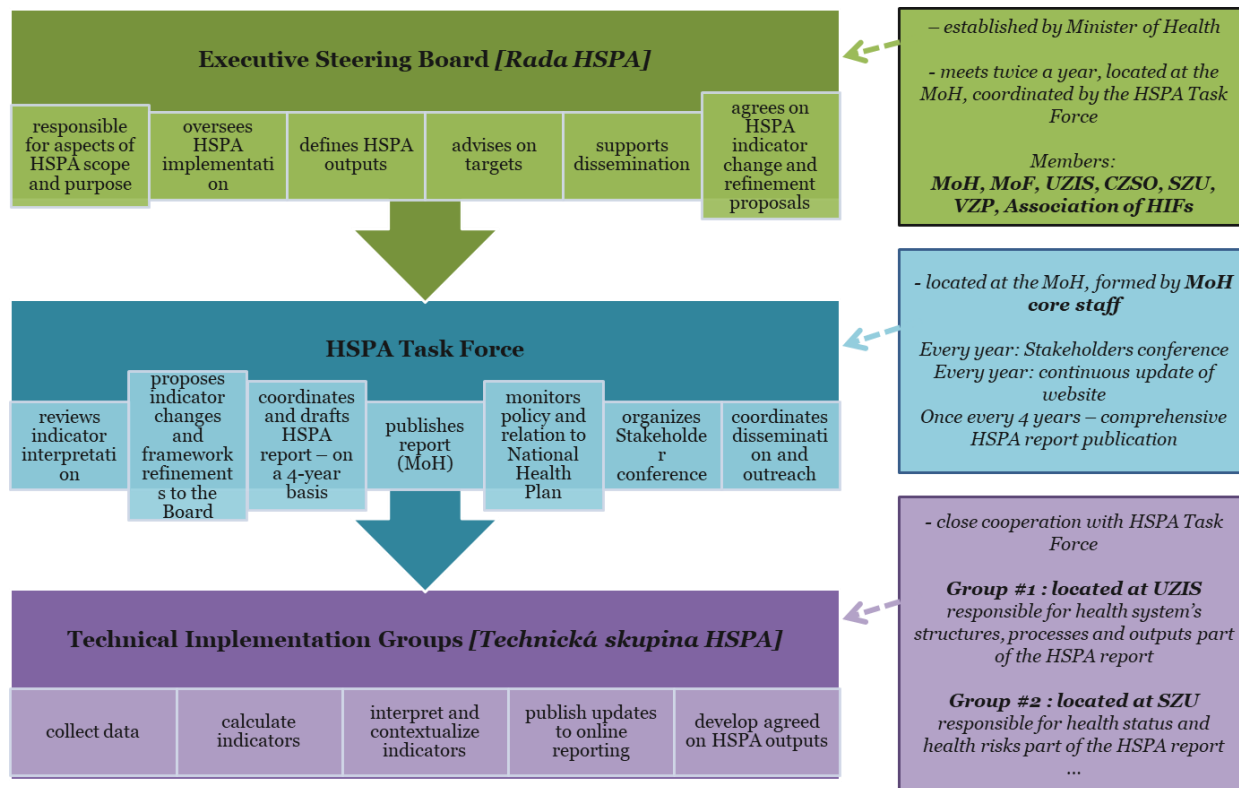 Executive Steering Board [Rada HSPA]
responsible
for aspects of
HSPA scope
and purpose
oversees
HSPA
implementati
on
defines HSPA
outputs
advises on
targets
supports
dissemination
agrees on
HSPA
indicator
change and
refinement
proposals
– established by Minister of Health
- meets twice a year, located at the
MoH, coordinated by the HSPA Task
Force
Members:
MoH, MoF, UZIS, CZSO, SZU,
VZP, Association of HIFs
HSPA Task Force
reviews
indicator
interpretati
on
proposes
indicator
changes
and
framework
refinement
s to the
Board
coordinates
and drafts
HSPA
report – on
a 4-year
basis
publishes
report
(MoH)
monitors
policy and
relation to
National
Health
Plan
organizes
Stakeholde
r
conference
coordinates
disseminati
on and
outreach
- located at the MoH, formed by MoH
core staff
Every year: Stakeholders conference
Every year: continuous update of
website
Once every 4 years – comprehensive
HSPA report publication
Technical Implementation Groups [Technická skupina HSPA]
collect data
calculate
indicators
interpret and
contextualize
indicators
publish updates
to online
reporting
develop agreed
on HSPA outputs
- close cooperation with HSPA Task
Force
Group #1 : located at UZIS
responsible for health system's
structures, processes and outputs part
of the HSPA report
Group #2 : located at SZU
responsible for health status and
health risks part of the HSPA report
...